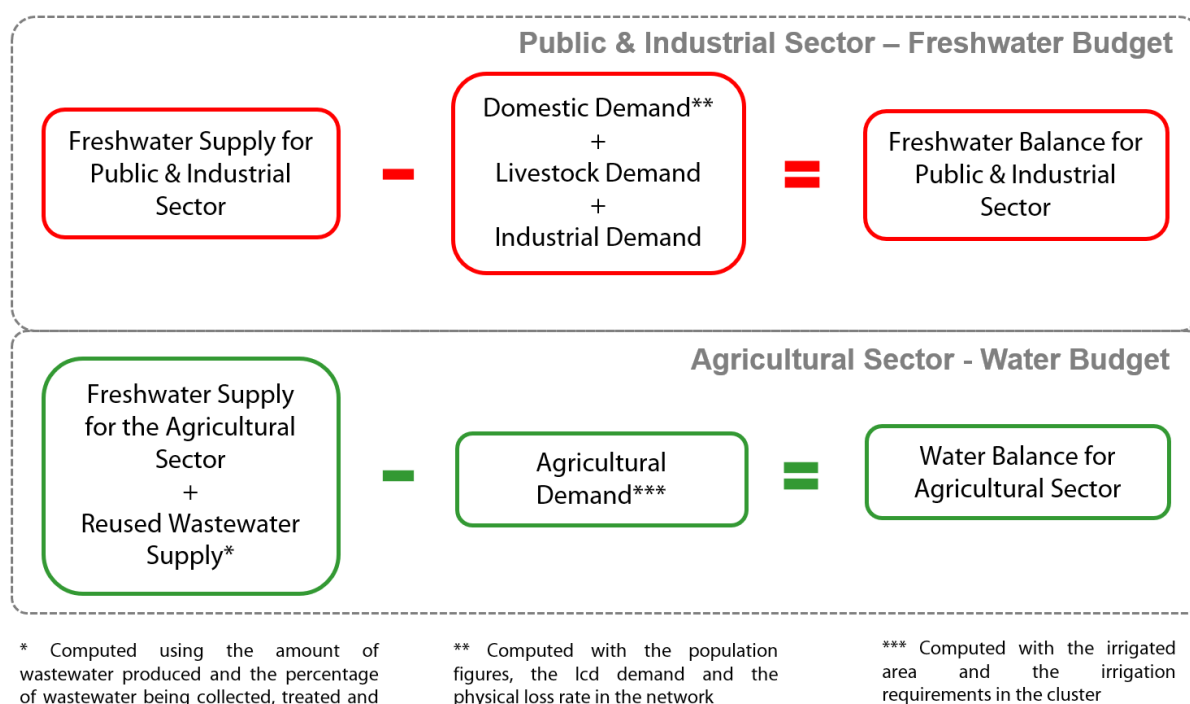 Public & Industrial Sector – Freshwater Budget
Freshwater Supply for
Public & Industrial
Sector
-
Domestic Demand**
+
Livestock Demand
+
Industrial Demand
=
Freshwater Balance for
Public & Industrial
Sector
Agricultural Sector - Water Budget
Freshwater Supply
for the Agricultural
Sector
+
Reused Wastewater
Supply*
-
Agricultural
Demand***
=
Water Balance for
Agricultural Sector
* Computed using the amount of
wastewater produced and the percentage
of wastewater being collected, treated and
** Computed with the population
figures, the lcd demand and the
physical loss rate in the network
*** Computed with the irrigated
area and the irrigation
requirements in the cluster